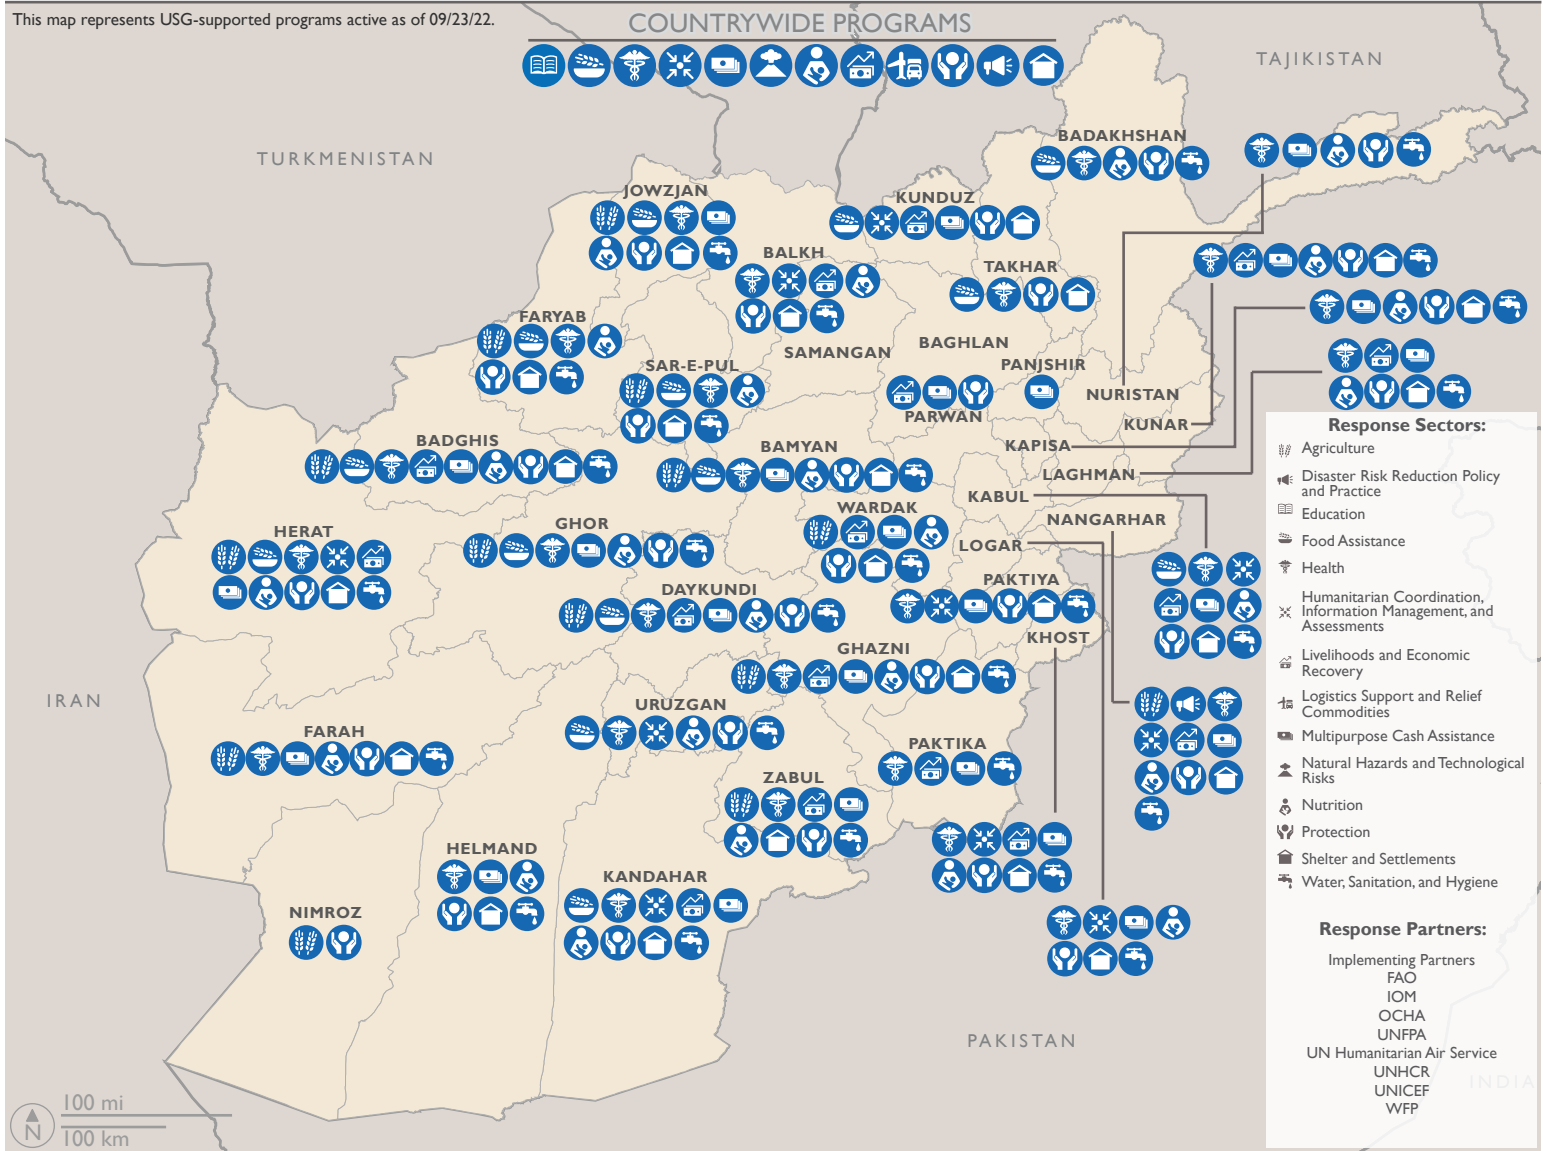 This map represents USG-supported programs active as of 09/23/22.
COUNTRYWIDE PROGRAMS
TAJIKISTAN
TURKMENISTAN
BADAKHSHAN
JOWZJAN
KUNDUZ
BALKH
TAKHAR
FARYAB
SAMANGAN
BAGHLAN
SAR-E-PUL
PANJSHIR
NURISTAN
PARWAN
KUNAR
BADGHIS
BAMYAN
KAPISA
LAGHMAN
KABUL
WARDAK
NANGARHAR
HERAT
GHOR
LOGAR
DAYKUNDI
PAKTIYA
KHOST
GHAZNI
IRAN
URUZGAN
FARAH
PAKTIKA
ZABUL
HELMAND
KANDAHAR
NIMROZ
PAKISTAN
INDIA
Response Sectors:
Agriculture
Disaster Risk Reduction Policy
and Practice
Education
Food Assistance
Health
Humanitarian Coordination,
Information Management, and
Assessments
Livelihoods and Economic
Recovery
Logistics Support and Relief
Commodities
Multipurpose Cash Assistance
Natural Hazards and Technological
Risks
Nutrition
Protection
Shelter and Settlements
Water, Sanitation, and Hygiene
Response Partners:
Implementing Partners
FAO
IOM
OCHA
UNFPA
UN Humanitarian Air Service
UNHCR
UNICEF
WFP
N
100 mi
100 km